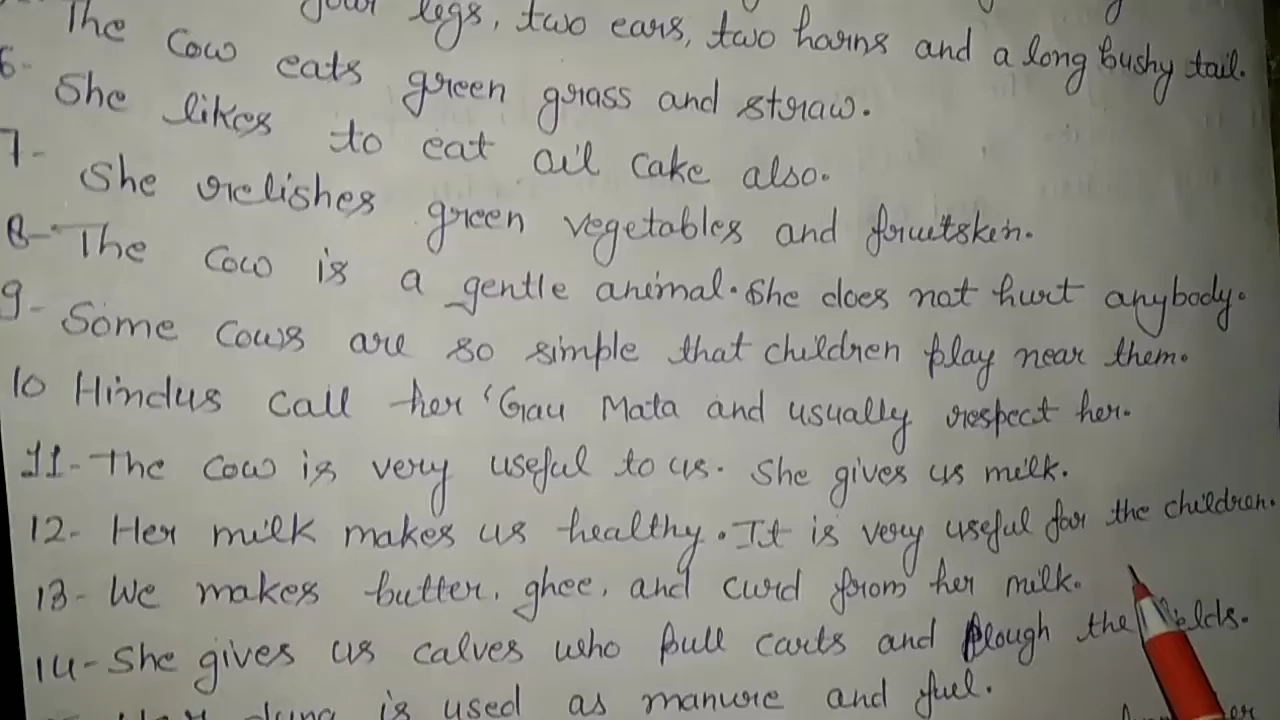 four legs, two ears, two horns and a long bushy tail.
6- The cow eats green grass and straw.
7- She likes to eat oil cake also.
8- She relishes green vegetables and fruitsken.
9- The cow is a gentle animal. She does not hurt anybody.
Some cows are so simple that children play near them.
10 Hindus call her 'Gau Mata and usually respect her.
11- The cow is very useful to us. She gives us milk.
12- Her milk makes us healthy. It is very useful for the children.
13- We makes butter, ghee, and curd from her milk.
14- She gives us calves who pull carts and plough the fields.
Her dung is used as manure and fuel.